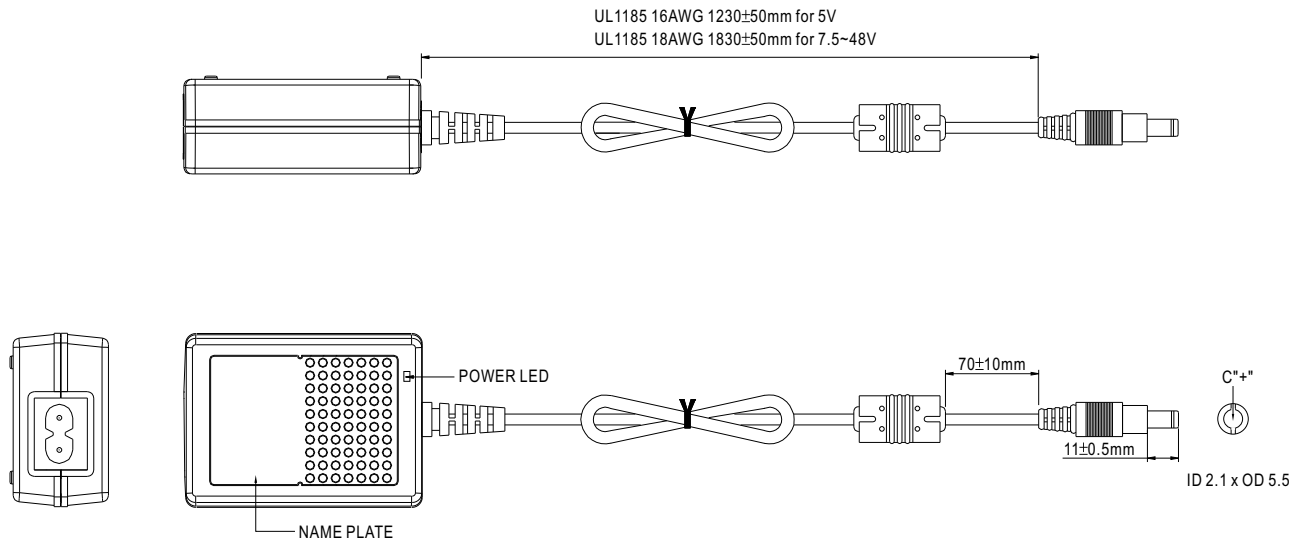 UL1185 16AWG 1230±50mm for 5V
UL1185 18AWG 1830±50mm for 7.5~48V
POWER LED
70±10mm
C"+"
11±0.5mm
ID 2.1 x OD 5.5
NAME PLATE